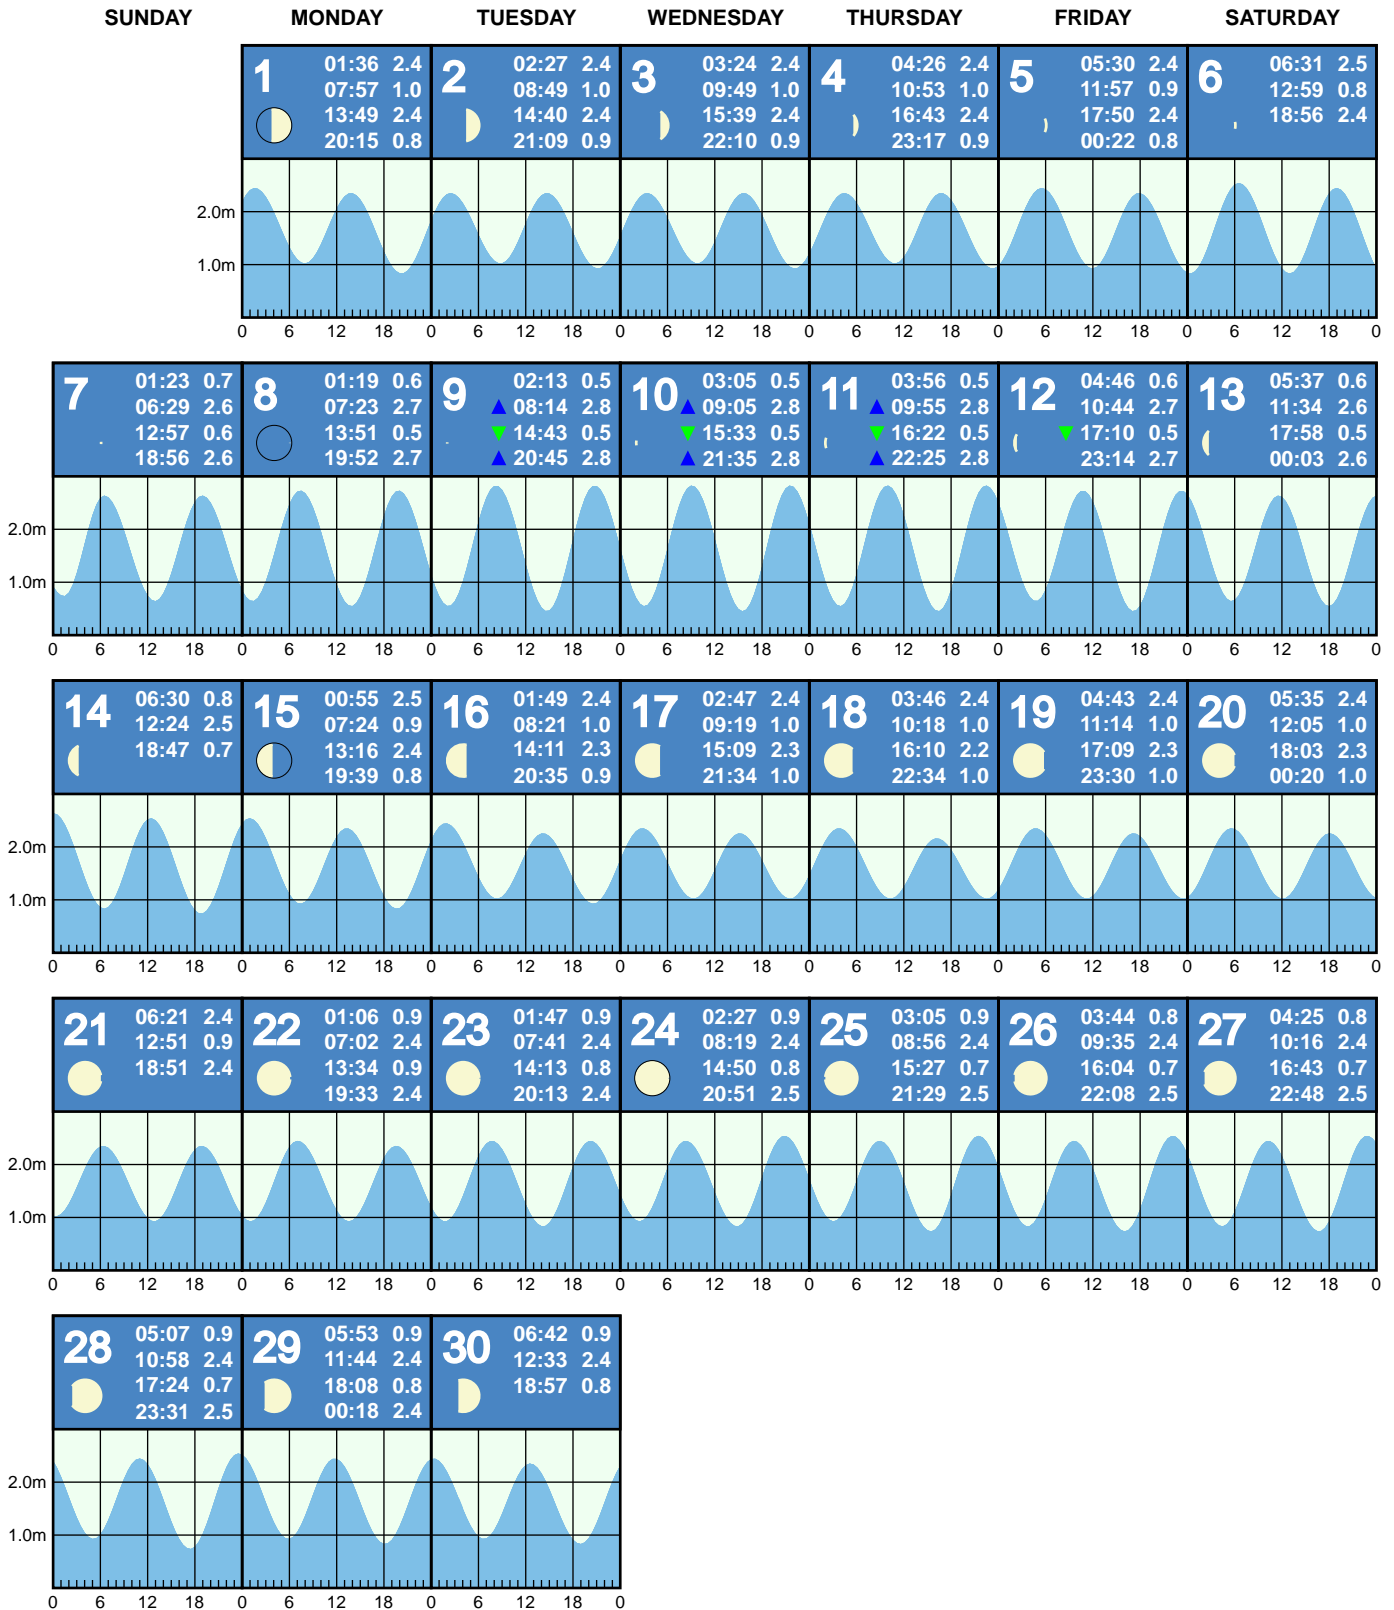 SUNDAY MONDAY TUESDAY WEDNESDAY THURSDAY FRIDAY SATURDAY
1 01:36 2.4
07:57 1.0
13:49 2.4
20:15 0.8
2 02:27 2.4
08:49 1.0
14:40 2.4
21:09 0.9
3 03:24 2.4
09:49 1.0
15:39 2.4
22:10 0.9
4 04:26 2.4
10:53 1.0
16:43 2.4
23:17 0.9
5 05:30 2.4
11:57 0.9
17:50 2.4
00:22 0.8
6 06:31 2.5
12:59 0.8
18:56 2.4
2.0m
1.0m
0 6 12 18 0 6 12 18 0 6 12 18 0 6 12 18 0 6 12 18 0 6 12 18 0
7 01:23 0.7
06:29 2.6
12:57 0.6
18:56 2.6
8 01:19 0.6
07:23 2.7
13:51 0.5
19:52 2.7
9 02:13 0.5
08:14 2.8
14:43 0.5
20:45 2.8
10 03:05 0.5
09:05 2.8
15:33 0.5
21:35 2.8
11 03:56 0.5
09:55 2.8
16:22 0.5
22:25 2.8
12 04:46 0.6
10:44 2.7
17:10 0.5
23:14 2.7
13 05:37 0.6
11:34 2.6
17:58 0.5
00:03 2.6
2.0m
1.0m
0 6 12 18 0 6 12 18 0 6 12 18 0 6 12 18 0 6 12 18 0 6 12 18 0 6 12 18 0
14 06:30 0.8
12:24 2.5
18:47 0.7
15 00:55 2.5
07:24 0.9
13:16 2.4
19:39 0.8
16 01:49 2.4
08:21 1.0
14:11 2.3
20:35 0.9
17 02:47 2.4
09:19 1.0
15:09 2.3
21:34 1.0
18 03:46 2.4
10:18 1.0
16:10 2.2
22:34 1.0
19 04:43 2.4
11:14 1.0
17:09 2.3
23:30 1.0
20 05:35 2.4
12:05 1.0
18:03 2.3
00:20 1.0
2.0m
1.0m
0 6 12 18 0 6 12 18 0 6 12 18 0 6 12 18 0 6 12 18 0 6 12 18 0 6 12 18 0
21 06:21 2.4
12:51 0.9
18:51 2.4
22 01:06 0.9
07:02 2.4
13:34 0.9
19:33 2.4
23 01:47 0.9
07:41 2.4
14:13 0.8
20:13 2.4
24 02:27 0.9
08:19 2.4
14:50 0.8
20:51 2.5
25 03:05 0.9
08:56 2.4
15:27 0.7
21:29 2.5
26 03:44 0.8
09:35 2.4
16:04 0.7
22:08 2.5
27 04:25 0.8
10:16 2.4
16:43 0.7
22:48 2.5
2.0m
1.0m
0 6 12 18 0 6 12 18 0 6 12 18 0 6 12 18 0 6 12 18 0 6 12 18 0 6 12 18 0
28 05:07 0.9
10:58 2.4
17:24 0.7
23:31 2.5
29 05:53 0.9
11:44 2.4
18:08 0.8
00:18 2.4
30 06:42 0.9
12:33 2.4
18:57 0.8
2.0m
1.0m
0 6 12 18 0 6 12 18 0 6 12 18 0